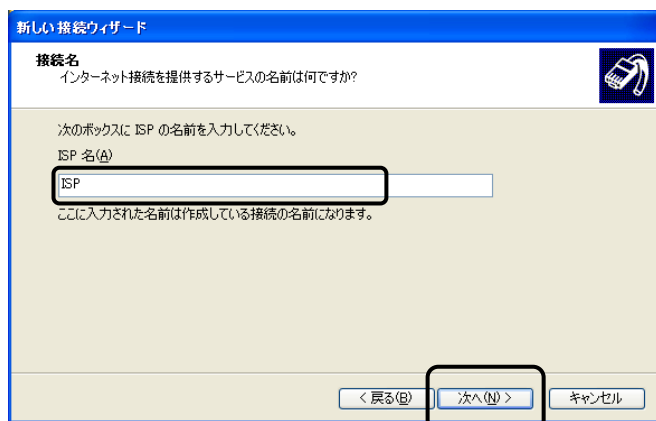 新しい接続ウィザード
接続名
インターネット接続を提供するサービスの名前は何ですか?
次のボックスに ISP の名前を入力してください。
ISP 名(A)
ISP
ここに入力された名前は作成している接続の名前になります。
< 戻る(B) 次へ(N) > キャンセル